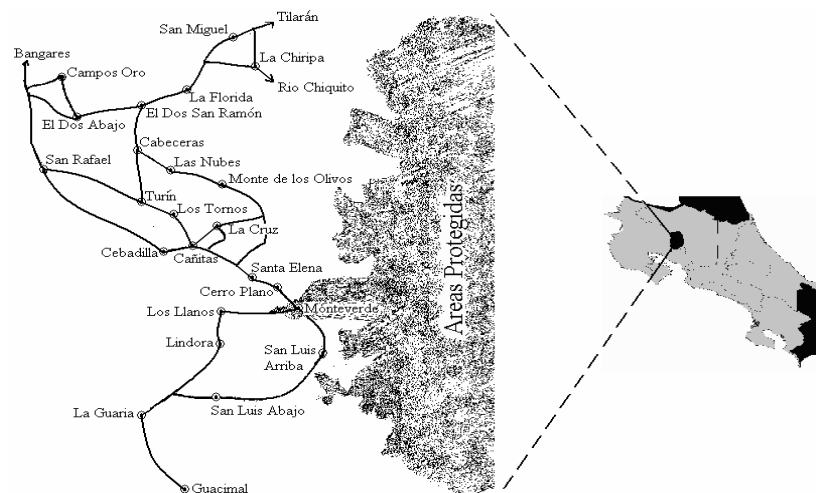 Tilarán
San Miguel
Bangares
La Chiripa
Campos Oro
Rio Chiquito
La Florida
El Dos San Ramón
El Dos Abajo
Cabeceras
San Rafael
Las Nubes
Monte de los Olivos
Turín
Los Tornos
La Cruz
Cebadilla
Cañitas
Santa Elena
Cerro Plano
Los Llanos
Monteverde
Areas Protegidas
Lindora
San Luis
Arriba
La Guaria
San Luis Abajo
Guacimal